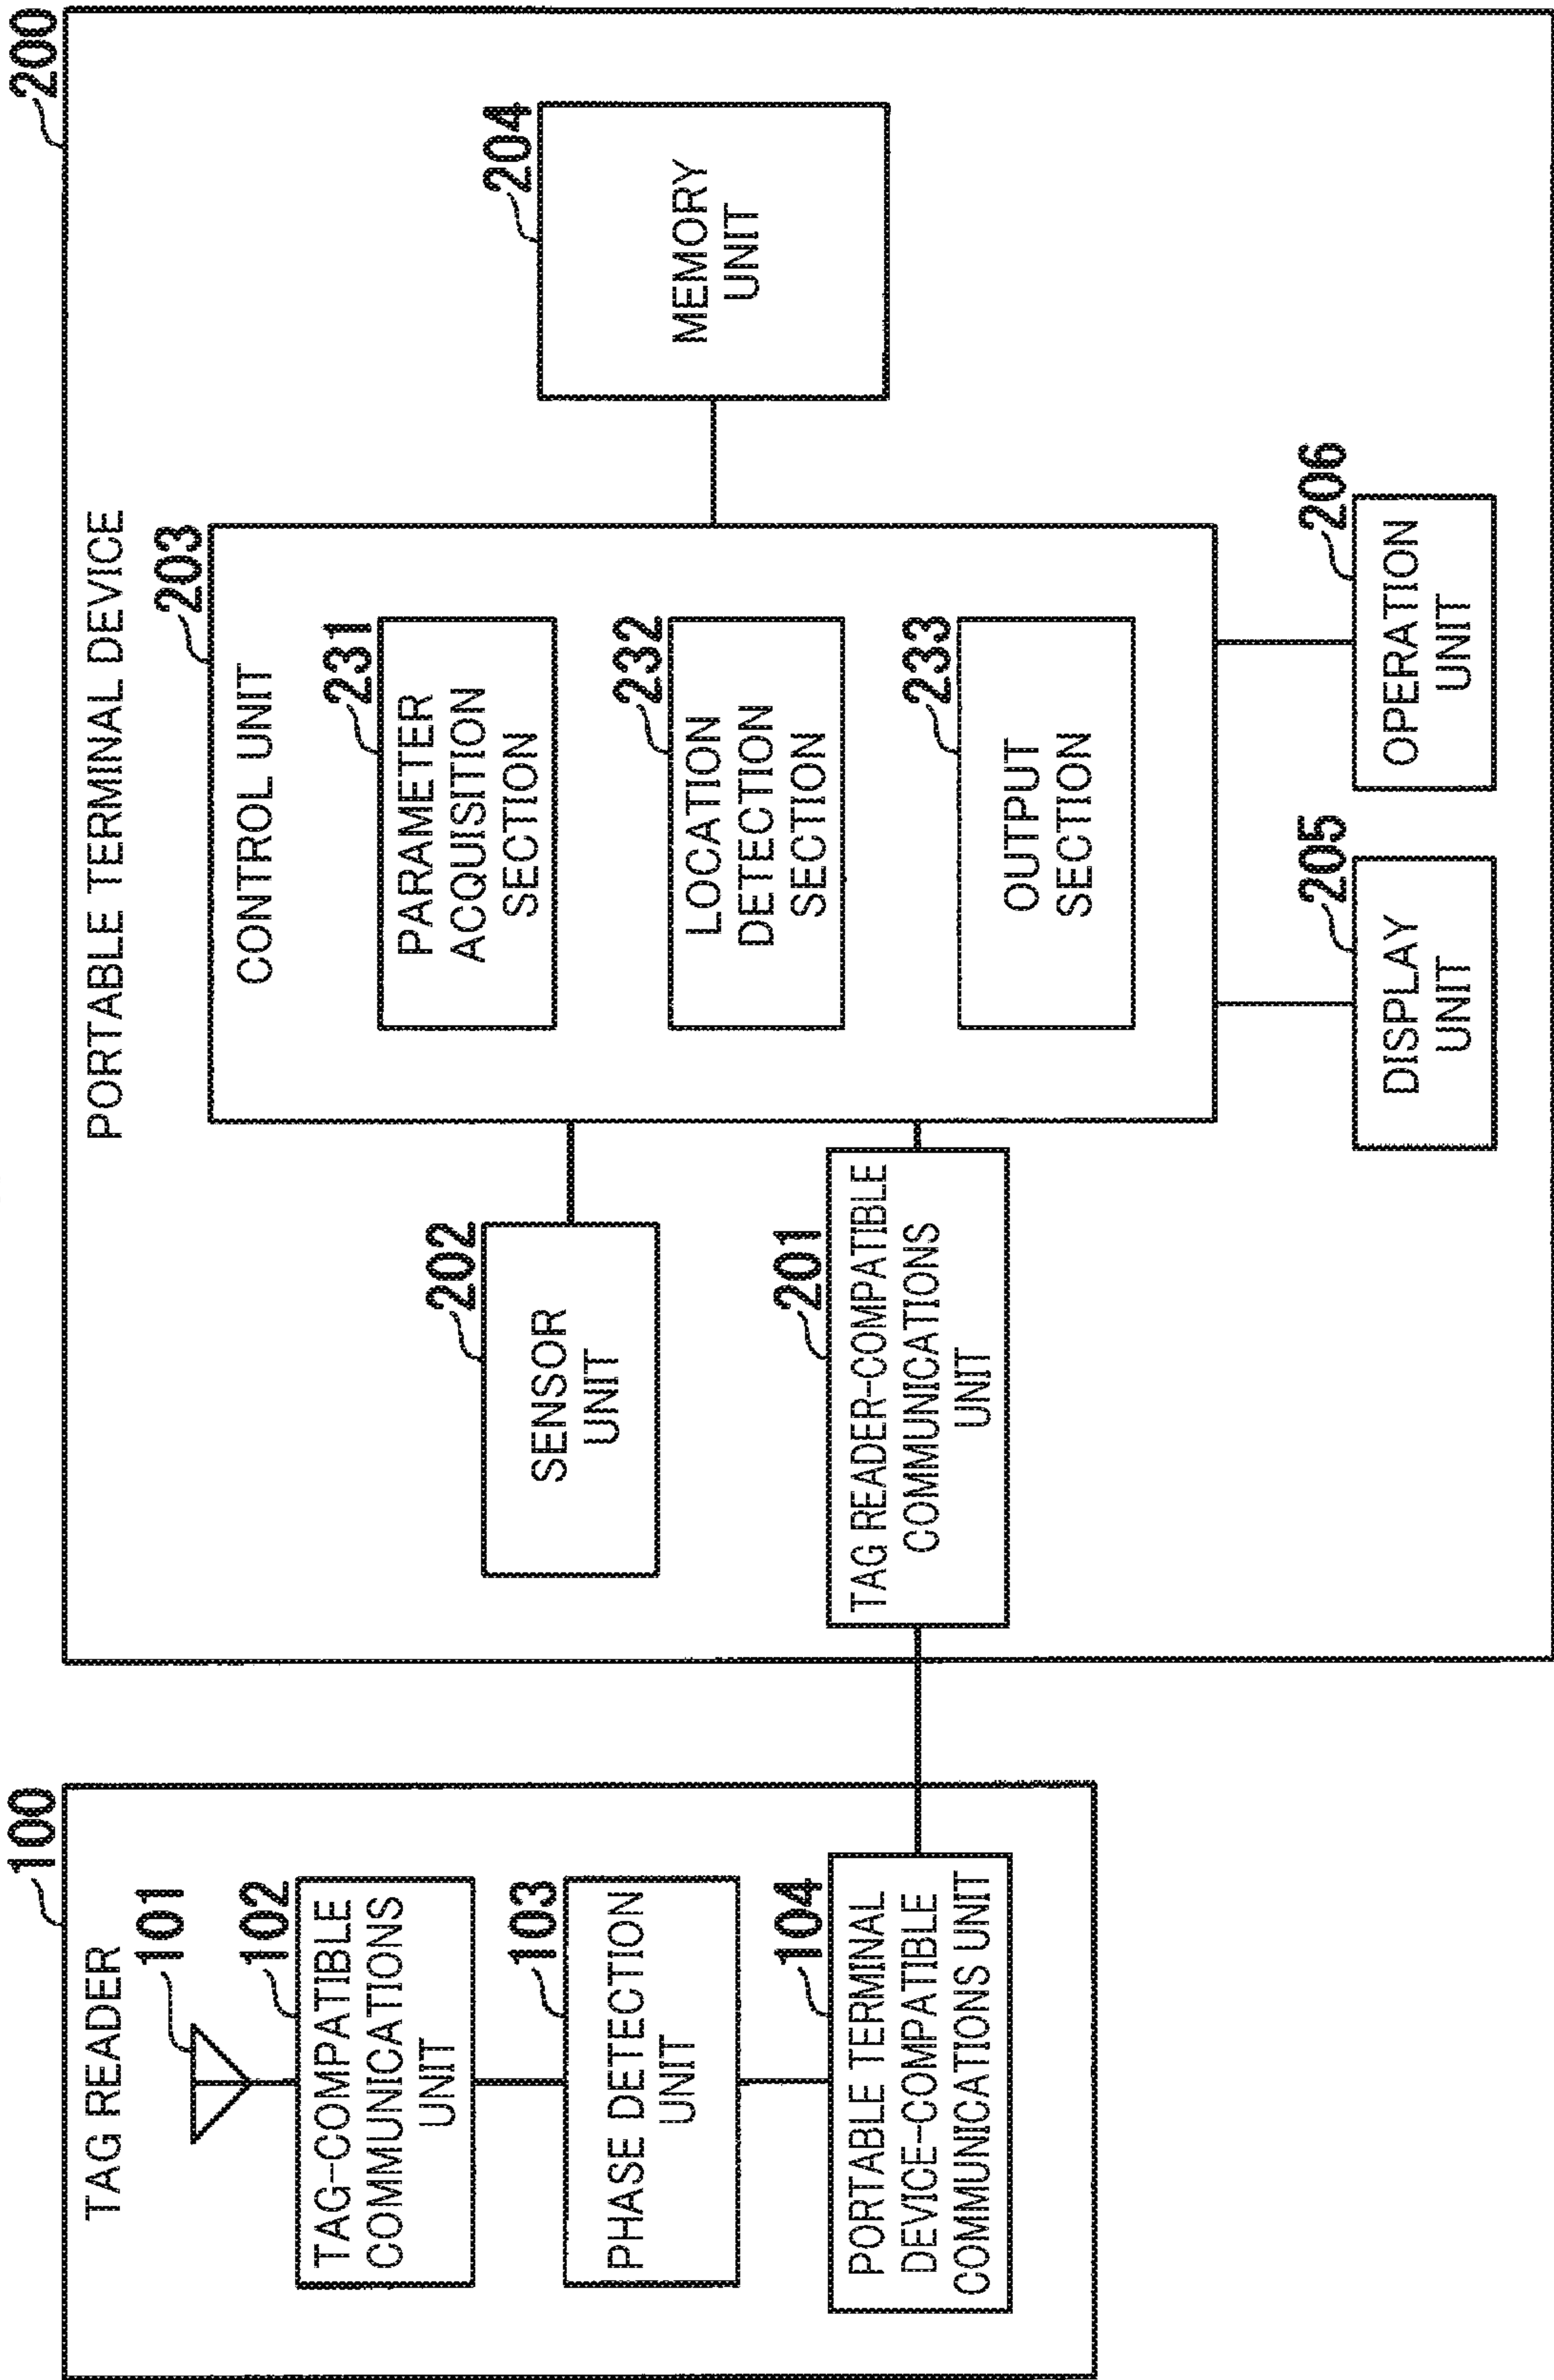 100
TAG READER
101
102
TAG-COMPATIBLE
COMMUNICATIONS
UNIT
103
PHASE DETECTION
UNIT
104
PORTABLE TERMINAL
DEVICE-COMPATIBLE
COMMUNICATIONS UNIT
200
PORTABLE TERMINAL DEVICE
202
SENSOR
UNIT
201
TAG READER-COMPATIBLE
COMMUNICATIONS
UNIT
203
CONTROL UNIT
231
PARAMETER
ACQUISITION
SECTION
232
LOCATION
DETECTION
SECTION
233
OUTPUT
SECTION
204
MEMORY
UNIT
205
DISPLAY
UNIT
206
OPERATION
UNIT